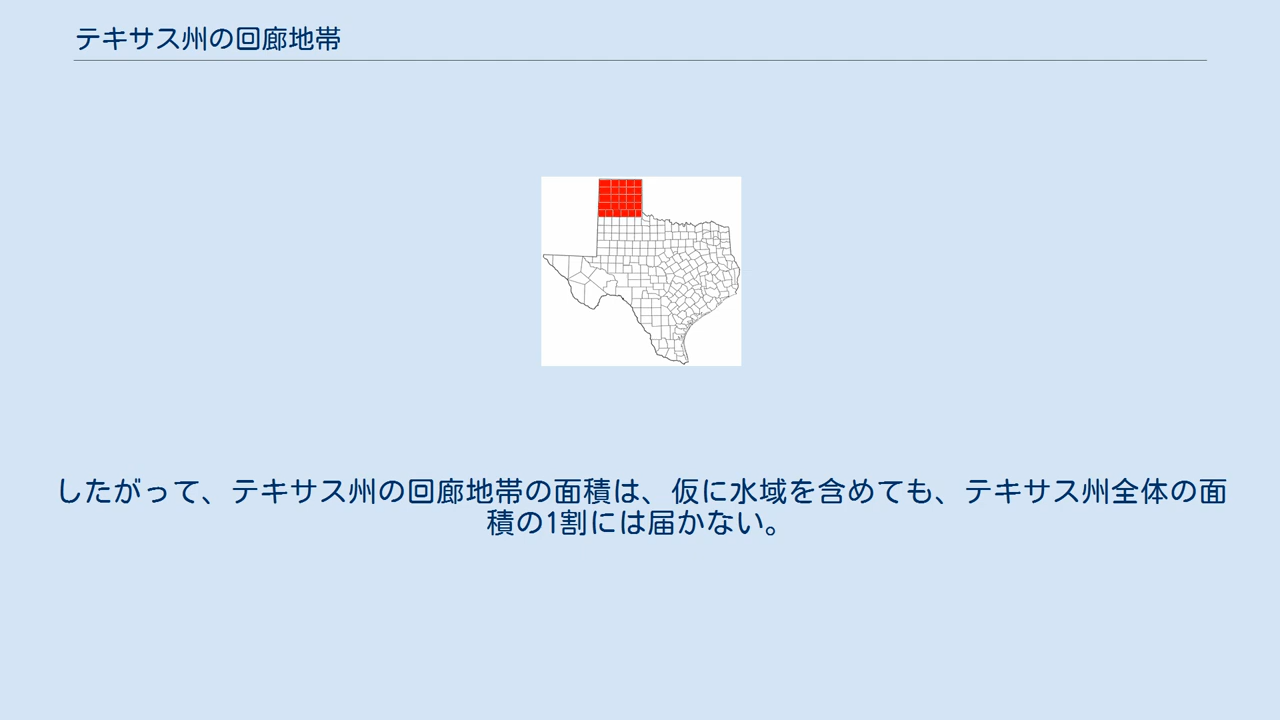 テキサス州の回廊地帯
したがって、テキサス州の回廊地帯の面積は、仮に水域を含めても、テキサス州全体の面
積の1割には届かない。